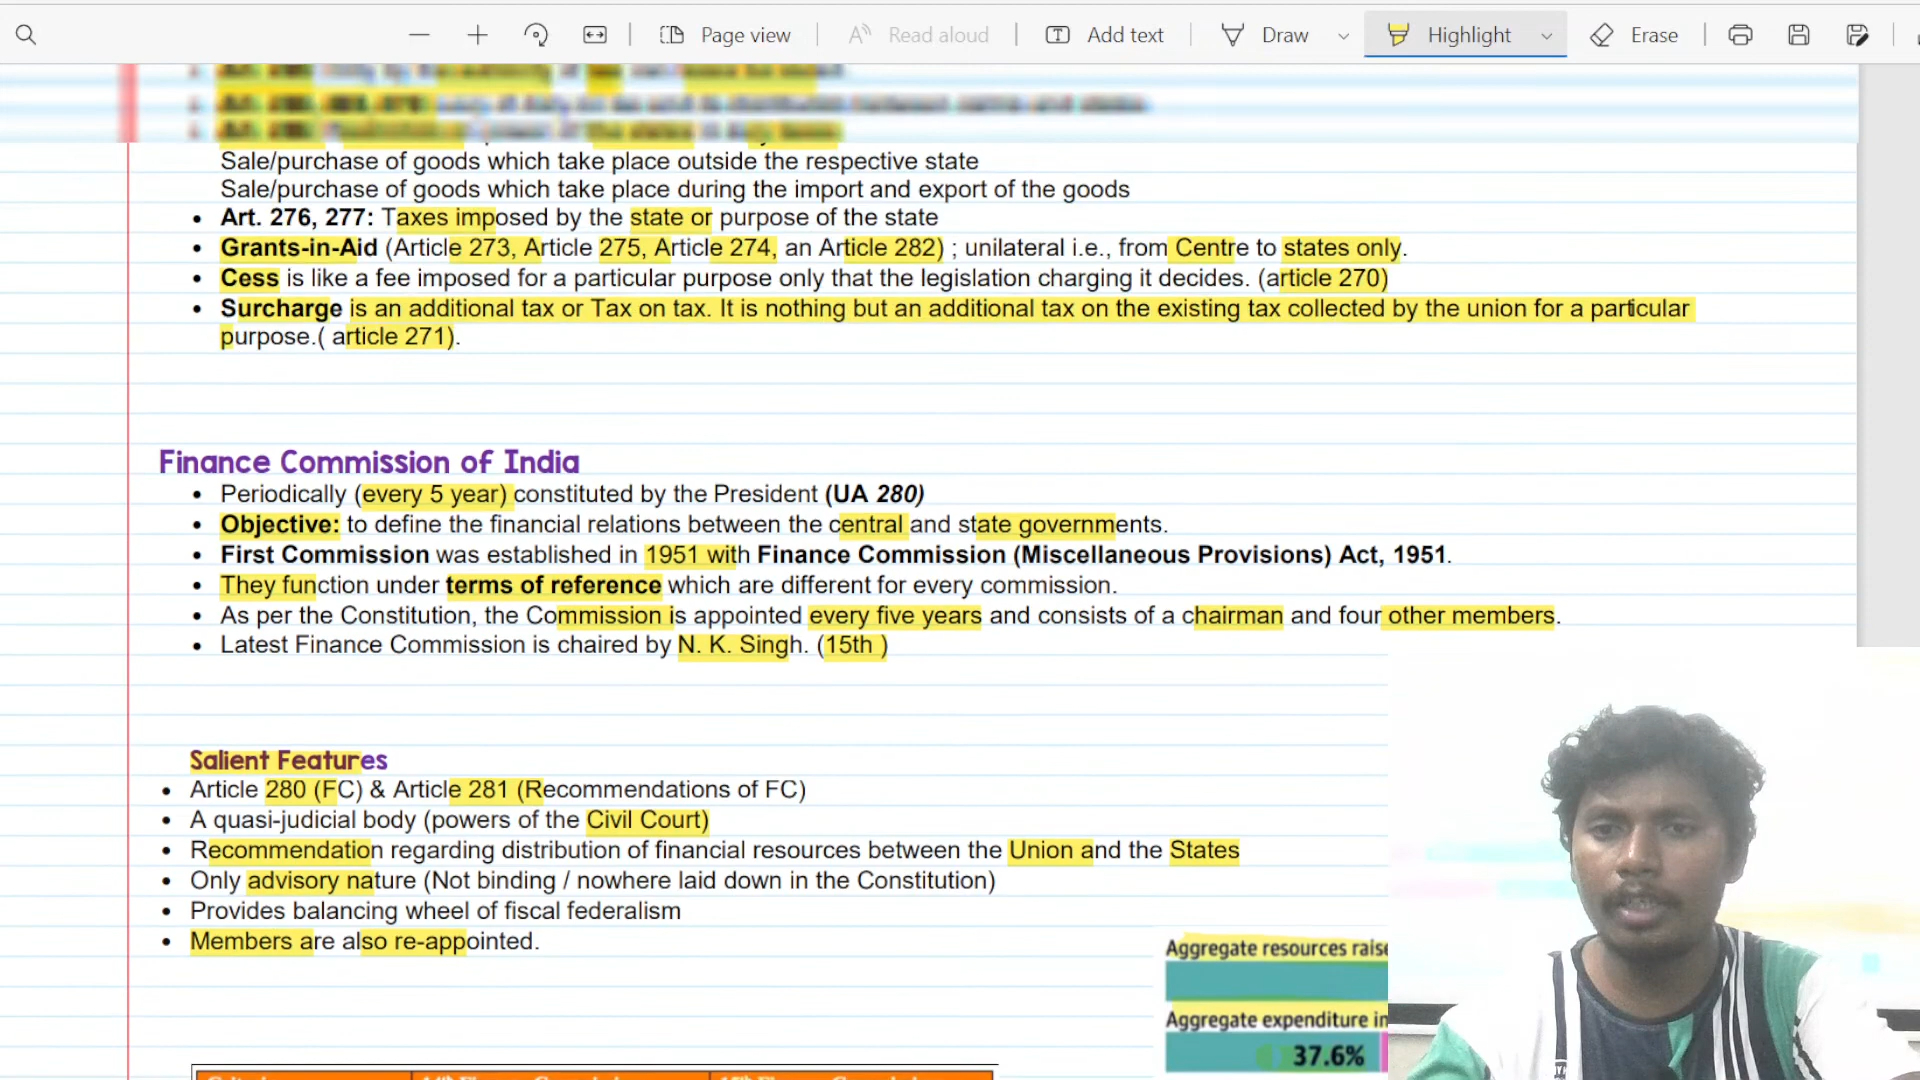 Page view
Read aloud
Add text
Draw
Highlight
Erase
Sale/purchase of goods which take place outside the respective state
Sale/purchase of goods which take place during the import and export of the goods
• Art. 276, 277: Taxes imposed by the state or purpose of the state
• Grants-in-Aid (Article 273, Article 275, Article 274, an Article 282) ; unilateral i.e., from Centre to states only.
• Cess is like a fee imposed for a particular purpose only that the legislation charging it decides. (article 270)
• Surcharge is an additional tax or Tax on tax. It is nothing but an additional tax on the existing tax collected by the union for a particular
purpose.( article 271).
Finance Commission of India
• Periodically (every 5 year) constituted by the President (UA 280)
• Objective: to define the financial relations between the central and state governments.
• First Commission was established in 1951 with Finance Commission (Miscellaneous Provisions) Act, 1951.
• They function under terms of reference which are different for every commission.
• As per the Constitution, the Commission is appointed every five years and consists of a chairman and four other members.
• Latest Finance Commission is chaired by N. K. Singh. (15th )
Salient Features
• Article 280 (FC) & Article 281 (Recommendations of FC)
• A quasi-judicial body (powers of the Civil Court)
• Recommendation regarding distribution of financial resources between the Union and the States
• Only advisory nature (Not binding / nowhere laid down in the Constitution)
• Provides balancing wheel of fiscal federalism
• Members are also re-appointed.
Aggregate resources raise
Aggregate expenditure in
37.6%